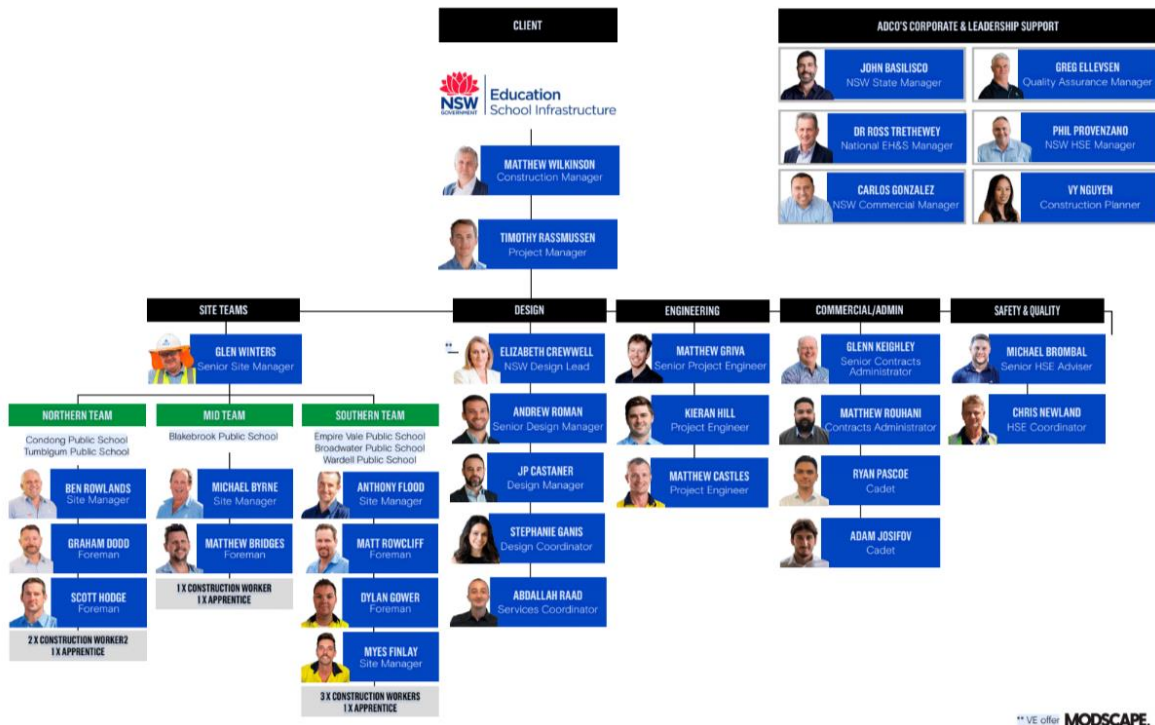 CLIENT
ADCO'S CORPORATE & LEADERSHIP SUPPORT
JOHN BASILISCO
NSW State Manager
GREG ELLEVSEN
Quality Assurance Manager
DR ROSS TRETHEWEY
National EH&S Manager
PHIL PROVENZANO
NSW HSE Manager
CARLOS GONZALEZ
NSW Commercial Manager
VY NGUYEN
Construction Planner
NSW
GOVERNMENT
Education
School Infrastructure
MATTHEW WILKINSON
Construction Manager
TIMOTHY RASSMUSSEN
Project Manager
SITE TEAMS
GLEN WINTERS
Senior Site Manager
NORTHERN TEAM
Condong Public School
Tumblgum Public School
BEN ROWLANDS
Site Manager
GRAHAM DODD
Foreman
SCOTT HODGE
Foreman
2 X CONSTRUCTION WORKER2
1 X APPRENTICE
MID TEAM
Blakebrook Public School
MICHAEL BYRNE
Site Manager
MATTHEW BRIDGES
Foreman
1 X CONSTRUCTION WORKER
1 X APPRENTICE
SOUTHERN TEAM
Empire Vale Public School
Broadwater Public School
Wardell Public School
ANTHONY FLOOD
Site Manager
MATT ROWCLIFF
Foreman
DYLAN GOWER
Foreman
MYES FINLAY
Site Manager
3 X CONSTRUCTION WORKERS
1 X APPRENTICE
DESIGN
**
ELIZABETH CREWWELL
NSW Design Lead
ANDREW ROMAN
Senior Design Manager
JP CASTANER
Design Manager
STEPHANIE GANIS
Design Coordinator
ABDALLAH RAAD
Services Coordinator
ENGINEERING
MATTHEW GRIVA
Senior Project Engineer
KIERAN HILL
Project Engineer
MATTHEW CASTLES
Project Engineer
COMMERCIAL/ADMIN
GLENN KEIGHLEY
Senior Contracts
Administrator
MATTHEW ROUHANI
Contracts Administrator
RYAN PASCOE
Cadet
ADAM JOSIFOV
Cadet
SAFETY & QUALITY
MICHAEL BROMBAL
Senior HSE Adviser
CHRIS NEWLAND
HSE Coordinator
** VE offer MODSCAPE.